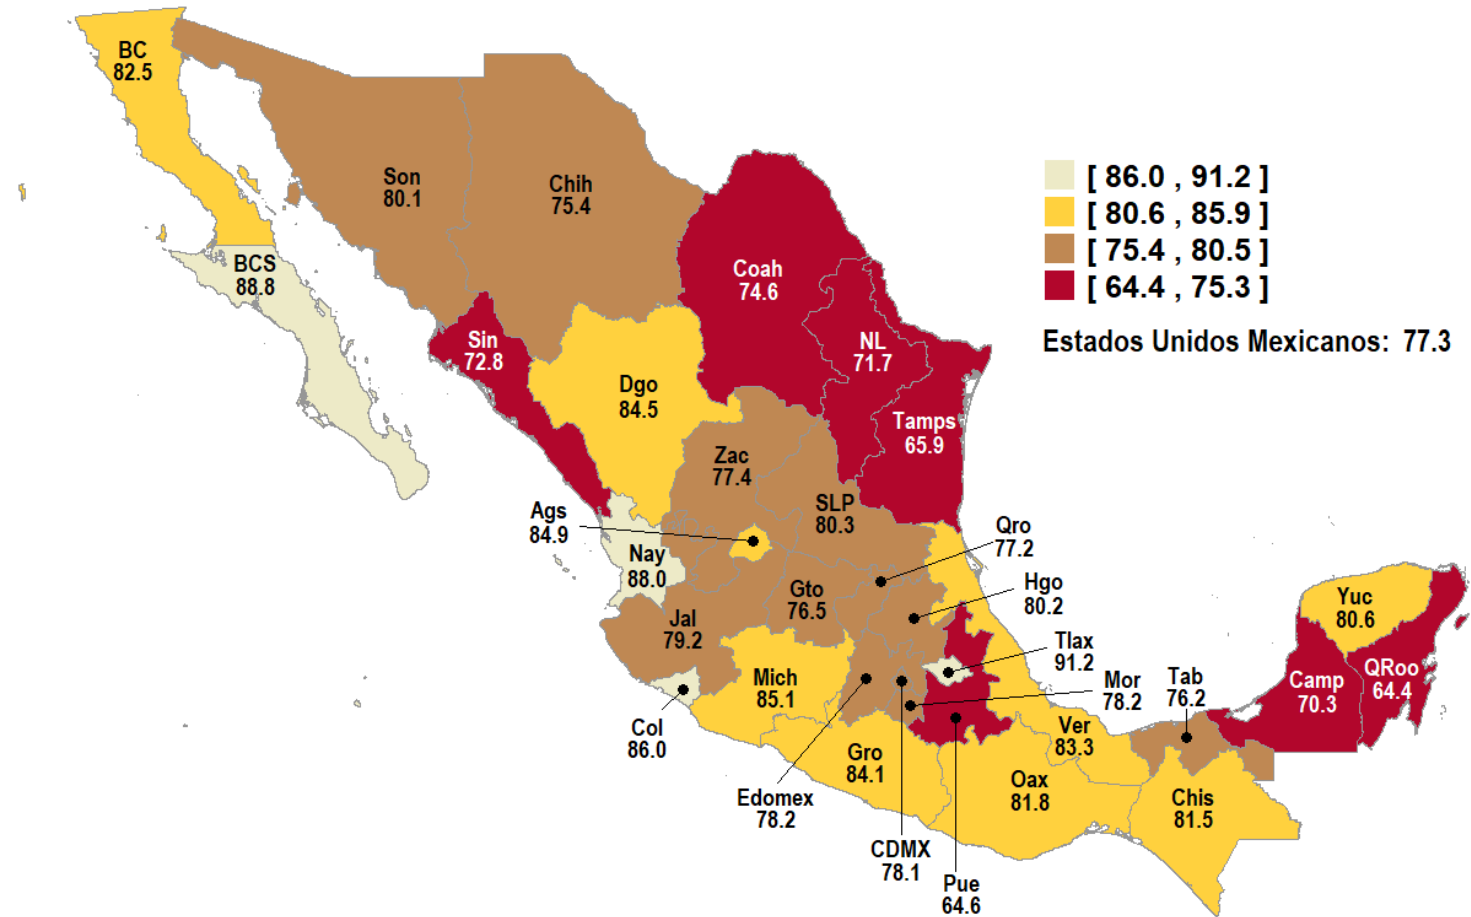 BC
82.5
BCS
88.8
Son
80.1
Chih
75.4
Coah
74.6
Sin
72.8
NL
71.7
Dgo
84.5
Tamps
65.9
Zac
77.4
SLP
80.3
Ags
84.9
Nay
88.0
Qro
77.2
Gto
76.5
Hgo
80.2
Jal
79.2
Tlax
91.2
Mich
85.1
Mor
78.2
Tab
76.2
Yuc
80.6
Camp
70.3
QRoo
64.4
Col
86.0
Gro
84.1
Ver
83.3
Oax
81.8
Chis
81.5
Edomex
78.2
CDMX
78.1
Pue
64.6
[ 86.0 , 91.2 ]
[ 80.6 , 85.9 ]
[ 75.4 , 80.5 ]
[ 64.4 , 75.3 ]
Estados Unidos Mexicanos: 77.3